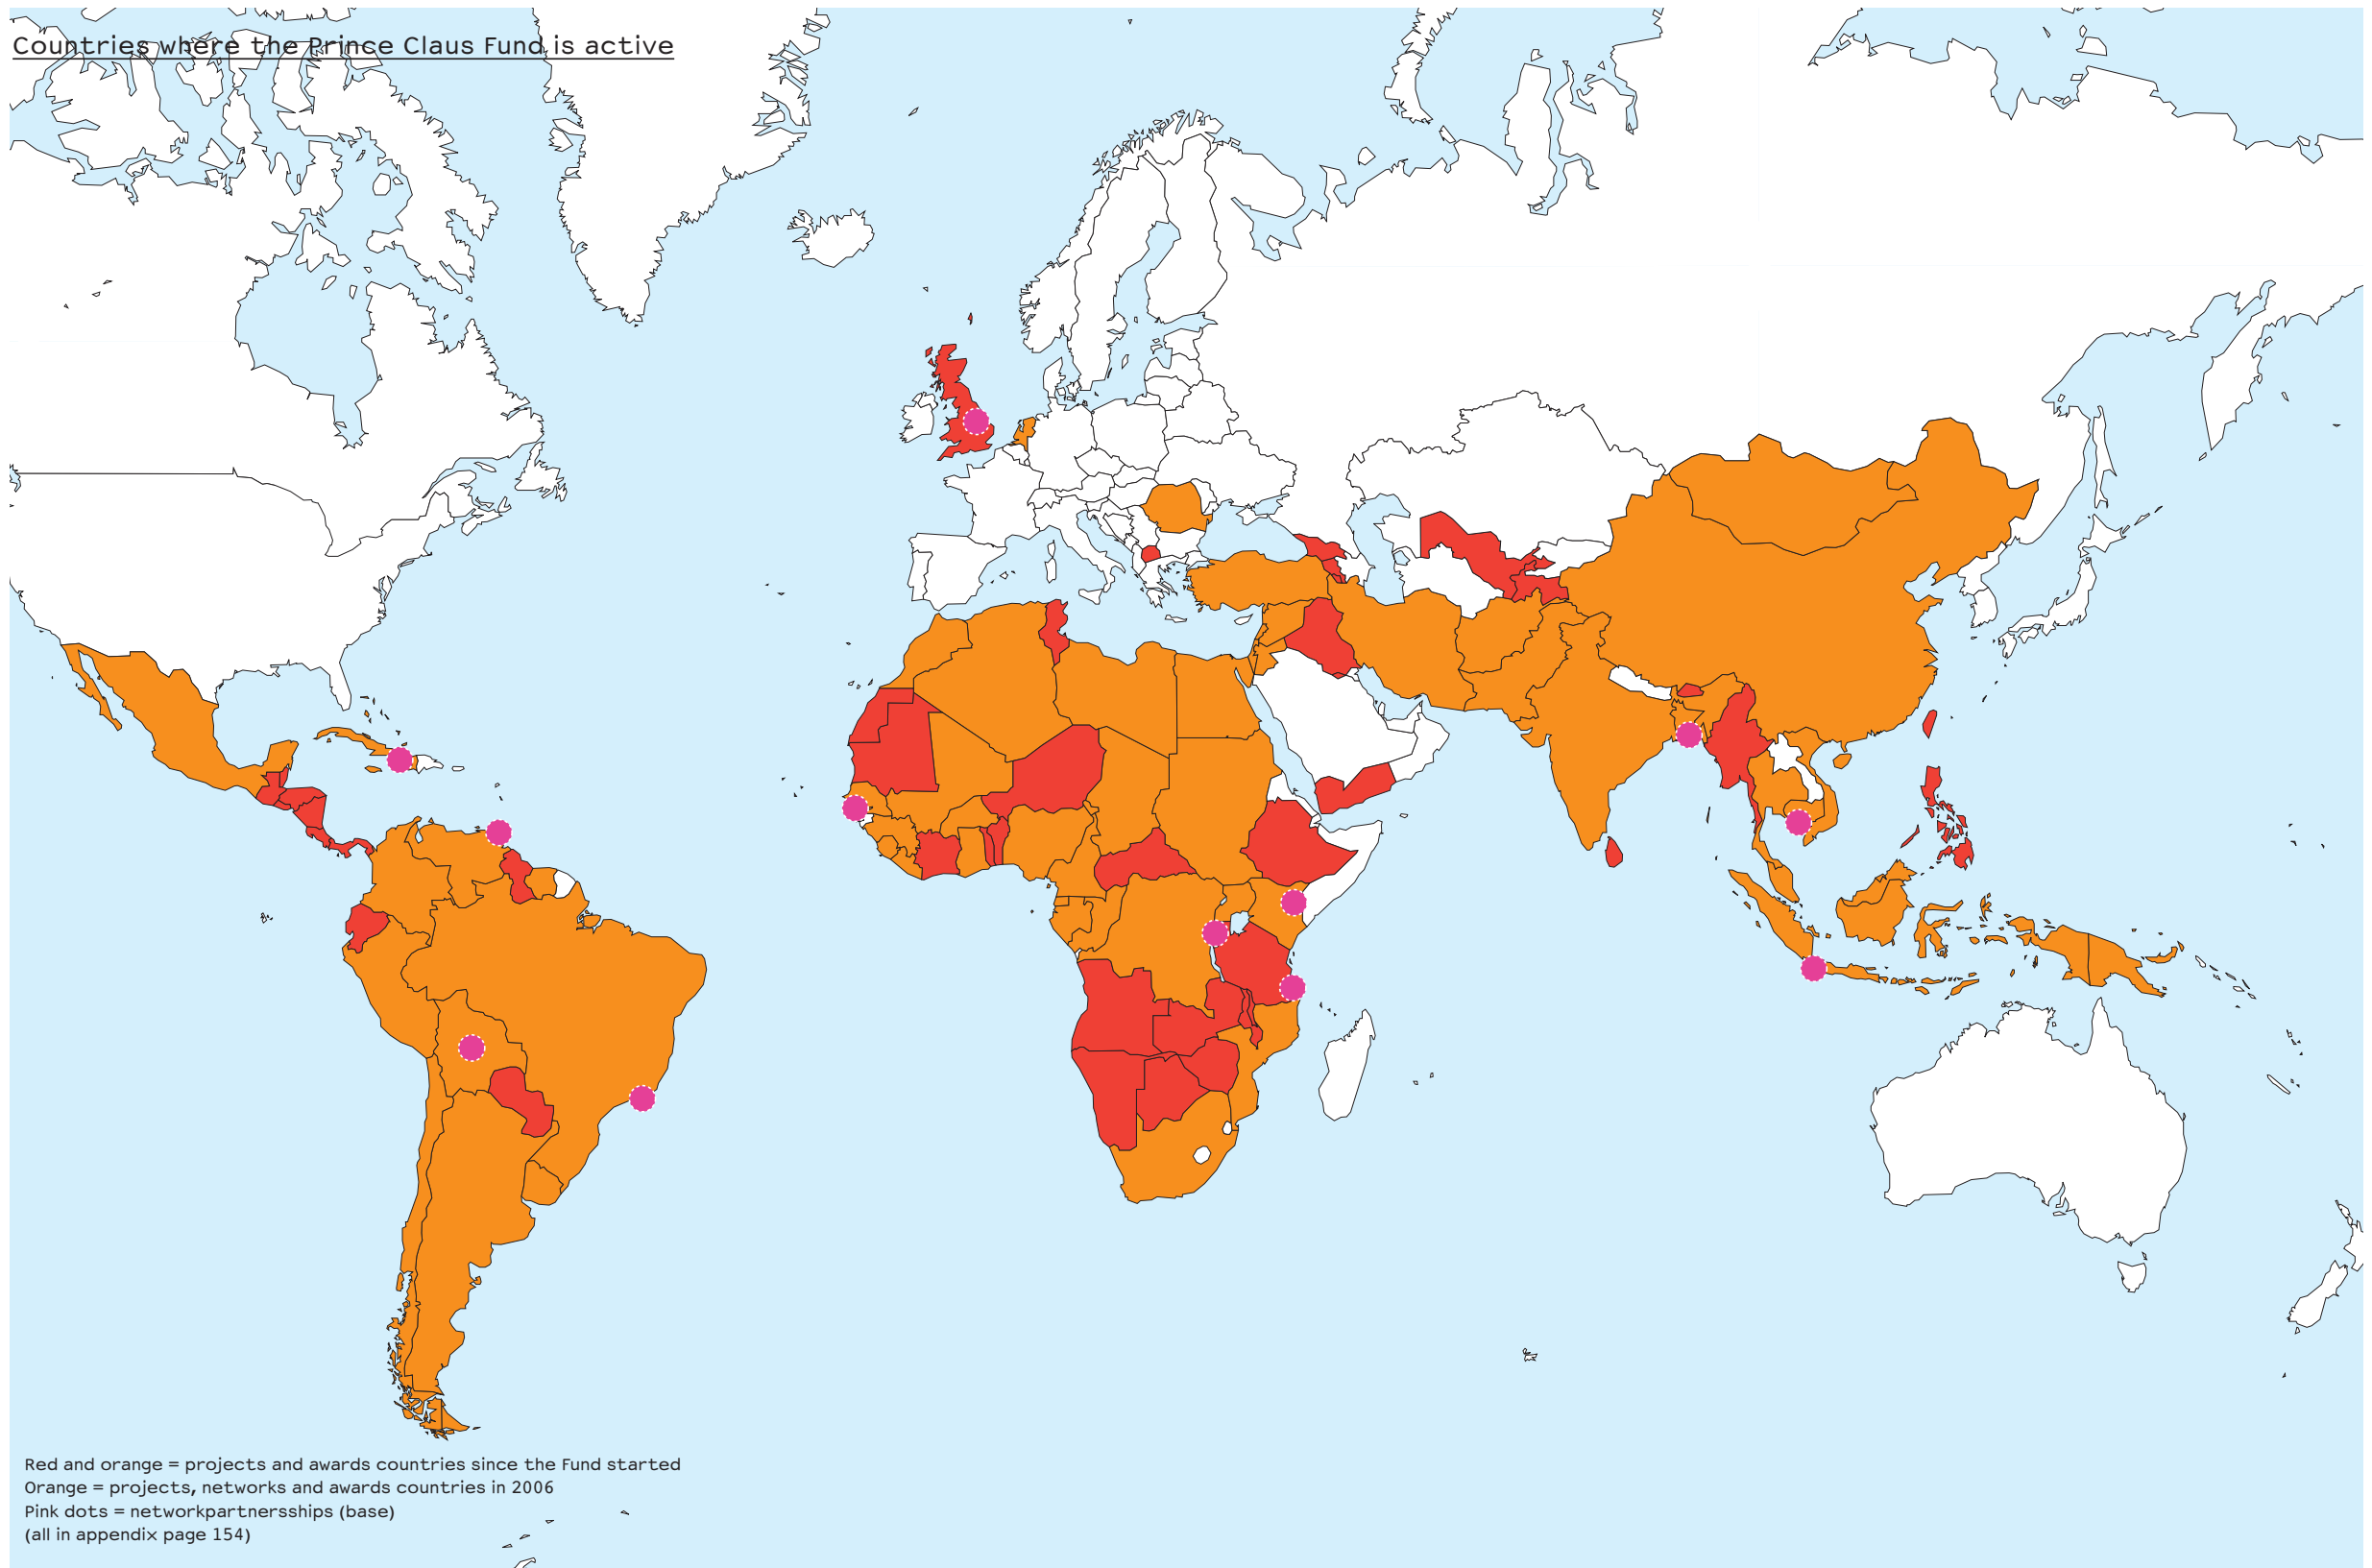 Countries where the Prince Claus Fund is active
Red and orange = projects and awards countries since the Fund started
Orange = projects, networks and awards countries in 2006
Pink dots = networkpartnersships (base)
(all in appendix page 154)